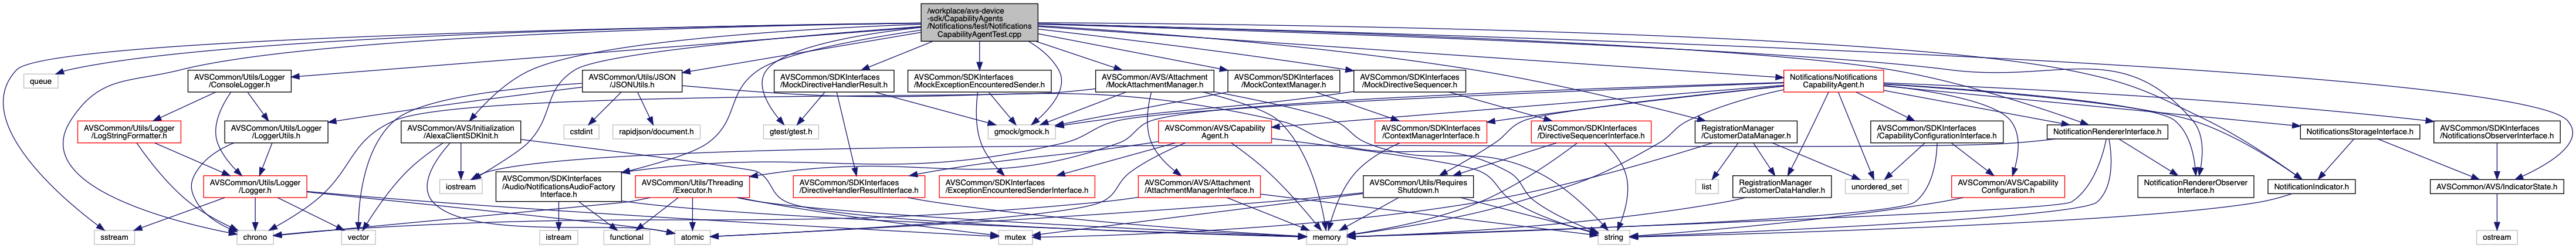 /workplace/avs-device
-sdk/CapabilityAgents
/Notifications/test/Notifications
CapabilityAgentTest.cpp
queue
AVSCommon/Utils/Logger
/ConsoleLogger.h
AVSCommon/Utils/JSON
/JSONUtils.h
AVSCommon/SDKInterfaces
/MockDirectiveHandlerResult.h
AVSCommon/SDKInterfaces
/MockExceptionEncounteredSender.h
AVSCommon/AVS/Attachment
/MockAttachmentManager.h
AVSCommon/SDKInterfaces
/MockContextManager.h
AVSCommon/SDKInterfaces
/MockDirectiveSequencer.h
Notifications/Notifications
CapabilityAgent.h
AVSCommon/Utils/Logger
/LogStringFormatter.h
AVSCommon/Utils/Logger
/LoggerUtils.h
AVSCommon/AVS/Initialization
/AlexaClientSDKInit.h
cstdint
rapidjson/document.h
gtest/gtest.h
gmock/gmock.h
AVSCommon/AVS/Capability
Agent.h
AVSCommon/SDKInterfaces
/ContextManagerInterface.h
AVSCommon/SDKInterfaces
/DirectiveSequencerInterface.h
RegistrationManager
/CustomerDataManager.h
AVSCommon/SDKInterfaces
/CapabilityConfigurationInterface.h
NotificationRendererInterface.h
NotificationsStorageInterface.h
AVSCommon/SDKInterfaces
/NotificationsObserverInterface.h
AVSCommon/Utils/Logger
/Logger.h
iostream
AVSCommon/SDKInterfaces
/Audio/NotificationsAudioFactory
Interface.h
AVSCommon/Utils/Threading
/Executor.h
AVSCommon/SDKInterfaces
/DirectiveHandlerResultInterface.h
AVSCommon/SDKInterfaces
/ExceptionEncounteredSenderInterface.h
AVSCommon/AVS/Attachment
/AttachmentManagerInterface.h
AVSCommon/Utils/Requires
Shutdown.h
list
RegistrationManager
/CustomerDataHandler.h
unordered_set
AVSCommon/AVS/Capability
Configuration.h
NotificationRendererObserver
Interface.h
NotificationIndicator.h
AVSCommon/AVS/IndicatorState.h
sstream
chrono
vector
istream
functional
atomic
mutex
memory
string
ostream